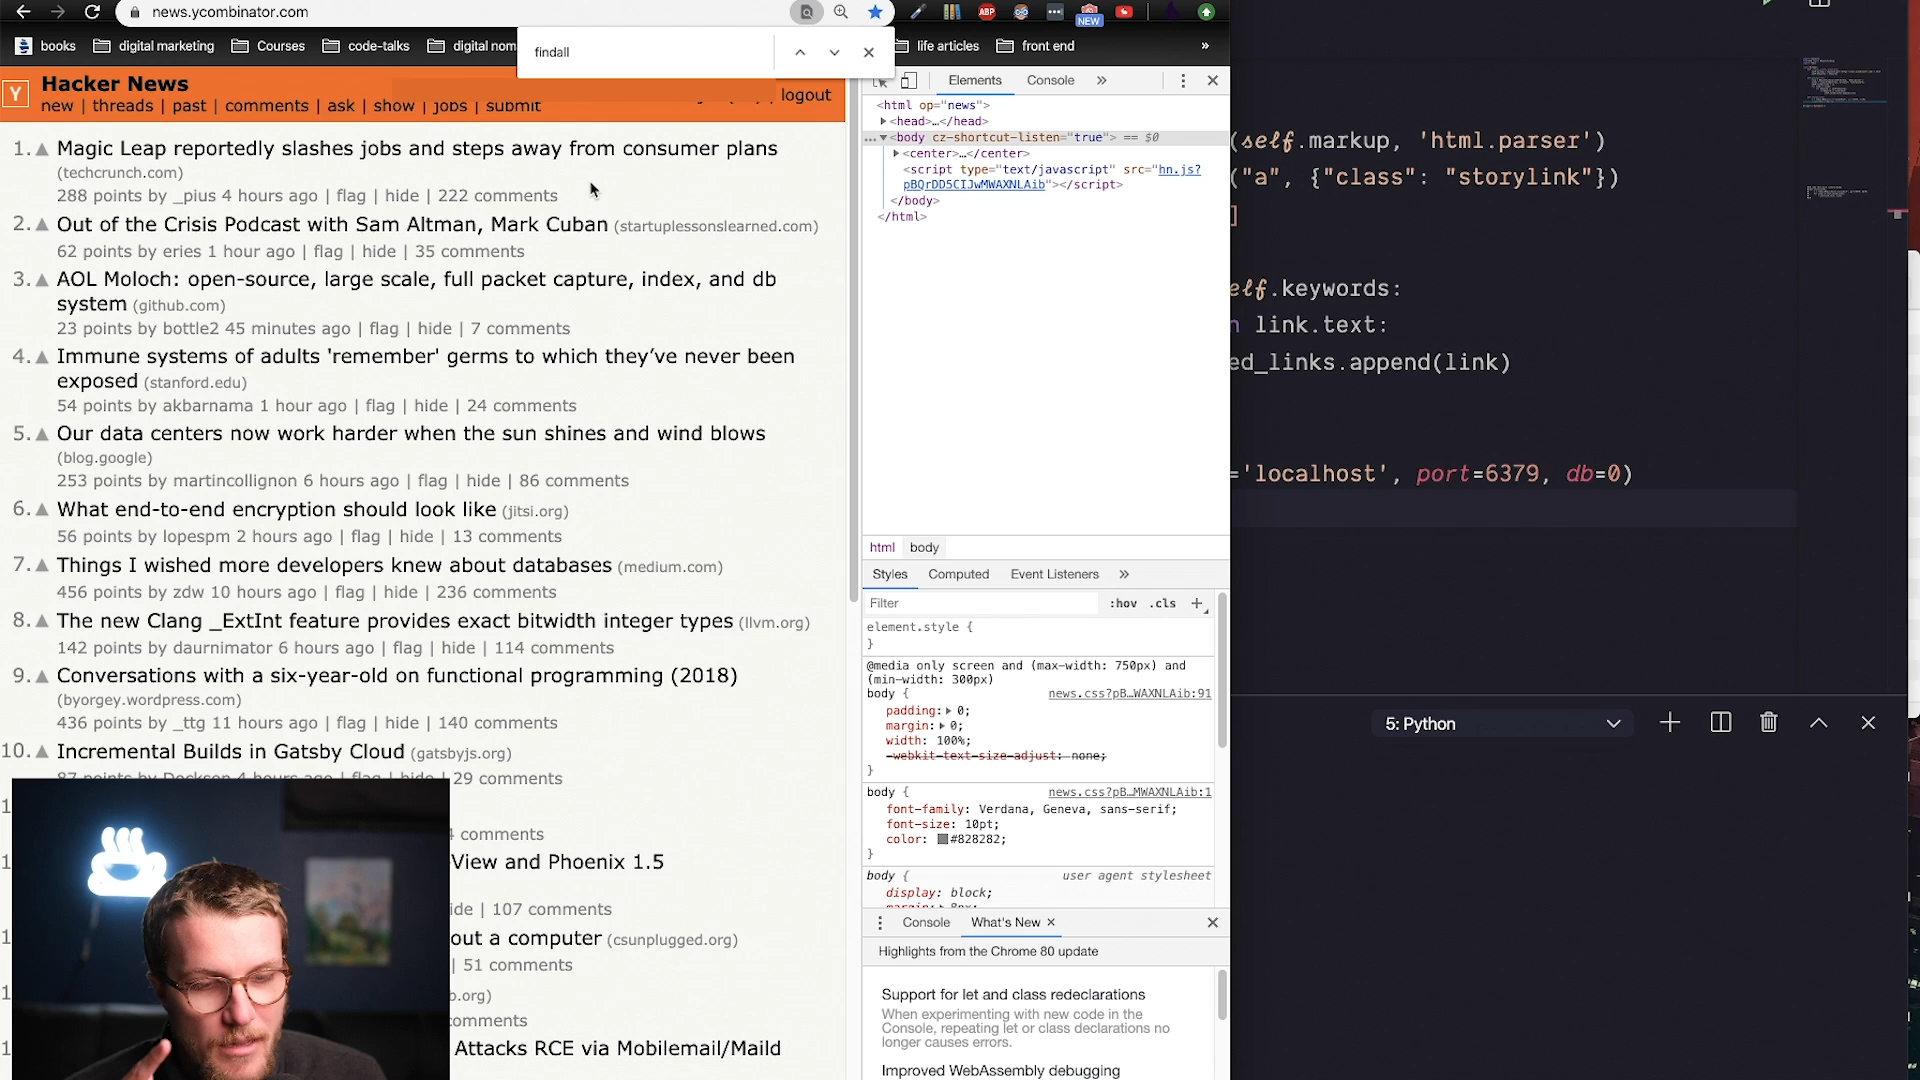 news.ycombinator.com
NEW
ABP
books
digital marketing
Courses
code-talks
digital nom
findall
life articles
front end
»
Y
Hacker News
new | threads | past | comments | ask | show | jobs | submit
logout
1. Magic Leap reportedly slashes jobs and steps away from consumer plans
(techcrunch.com)
288 points by _pius 4 hours ago | flag | hide | 222 comments
2. Out of the Crisis Podcast with Sam Altman, Mark Cuban (startuplessonslearned.com)
62 points by eries 1 hour ago | flag | hide | 35 comments
3. AOL Moloch: open-source, large scale, full packet capture, index, and db
system (github.com)
23 points by bottle2 45 minutes ago | flag | hide | 7 comments
4. Immune systems of adults 'remember' germs to which they've never been
exposed (stanford.edu)
54 points by akbarnama 1 hour ago | flag | hide | 24 comments
5. Our data centers now work harder when the sun shines and wind blows
(blog.google)
253 points by martincollignon 6 hours ago | flag | hide | 86 comments
6. What end-to-end encryption should look like (jitsi.org)
56 points by lopespm 2 hours ago | flag | hide | 13 comments
7. Things I wished more developers knew about databases (medium.com)
456 points by zdw 10 hours ago | flag | hide | 236 comments
8. The new Clang _ExtInt feature provides exact bitwidth integer types (llvm.org)
142 points by daurnimator 6 hours ago | flag | hide | 114 comments
9. Conversations with a six-year-old on functional programming (2018)
(byorgey.wordpress.com)
436 points by _ttg 11 hours ago | flag | hide | 140 comments
10. Incremental Builds in Gatsby Cloud (gatsbyjs.org)
29 comments
comments
View and Phoenix 1.5
ide | 107 comments
out a computer (csunplugged.org)
| 51 comments
b.org)
omments
Attacks RCE via Mobilemail/Maild
Elements
Console
»
<html op="news">
<head>…</head>
… <body cz-shortcut-listen="true"> == $0
<center>…</center>
<script type="text/javascript" src="hn.js?
pBQrDD5CIJwMWAXNLAib"></script>
</body>
</html>
html
body
Styles
Computed
Event Listeners
»
Filter
:hov
.cls
+
element.style {
}
@media only screen and (max-width: 750px) and
(min-width: 300px)
body {
news.css?pB…WAXNLAib:91
padding: 0;
margin: 0;
width: 100%;
-webkit-text-size-adjust: none;
}
body {
news.css?pB…MWAXNLAib:1
font-family: Verdana, Geneva, sans-serif;
font-size: 10pt;
color: #828282;
}
body {
user agent stylesheet
display: block;
Console
What's New
Highlights from the Chrome 80 update
Support for let and class redeclarations
When experimenting with new code in the
Console, repeating let or class declarations no
longer causes errors.
Improved WebAssembly debugging
(self.markup, 'html.parser')
("a", {"class": "storylink"})
]
elf.keywords:
n link.text:
ed_links.append(link)
='localhost', port=6379, db=0)
5: Python